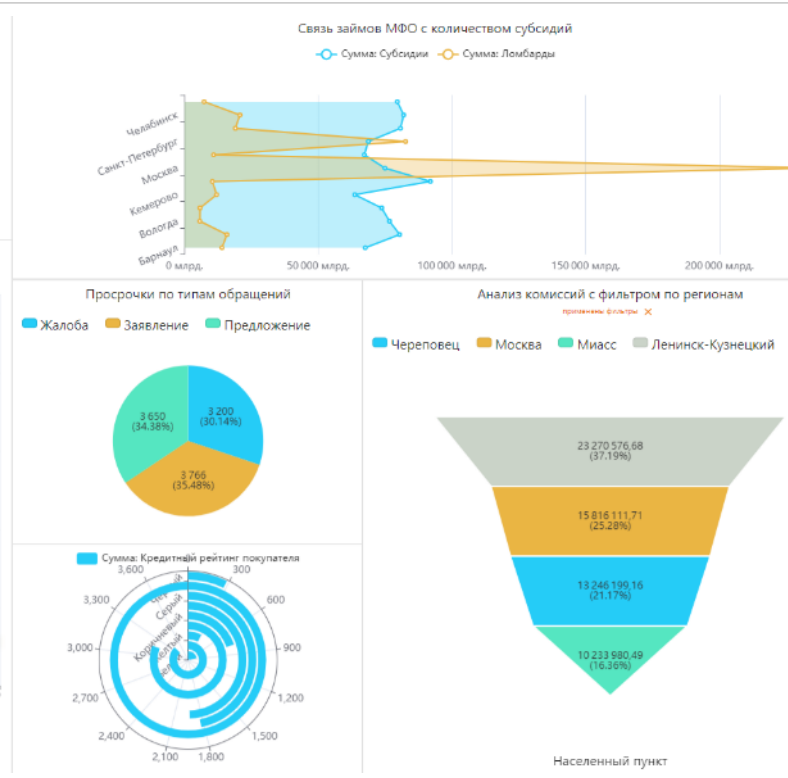 Связь займов МФО с количеством субсидий
Сумма: Субсидии Сумма: Ломбарды
Челябинск
Санкт-Петербург
Москва
Кемерово
Вологда
Барнаул
0 млрд. 50 000 млрд. 100 000 млрд. 150 000 млрд. 200 000 млрд.
Просрочки по типам обращений
Жалоба Заявление Предложение
3 650
(34.38%)
3 200
(30.14%)
3 766
(35.48%)
Сумма: Кредитный рейтинг покупателя
Серый
Коричневый
300
600
900
1,200
1,500
1,800
2,100
2,400
2,700
3,000
3,300
3,600
Анализ комиссий с фильтром по регионам
применены фильтры ✕
Череповец Москва Миасс Ленинск-Кузнецкий
23 270 576,68
(37.19%)
15 816 111,71
(25.28%)
13 246 199,16
(21.17%)
10 233 980,49
(16.36%)
Населенный пункт